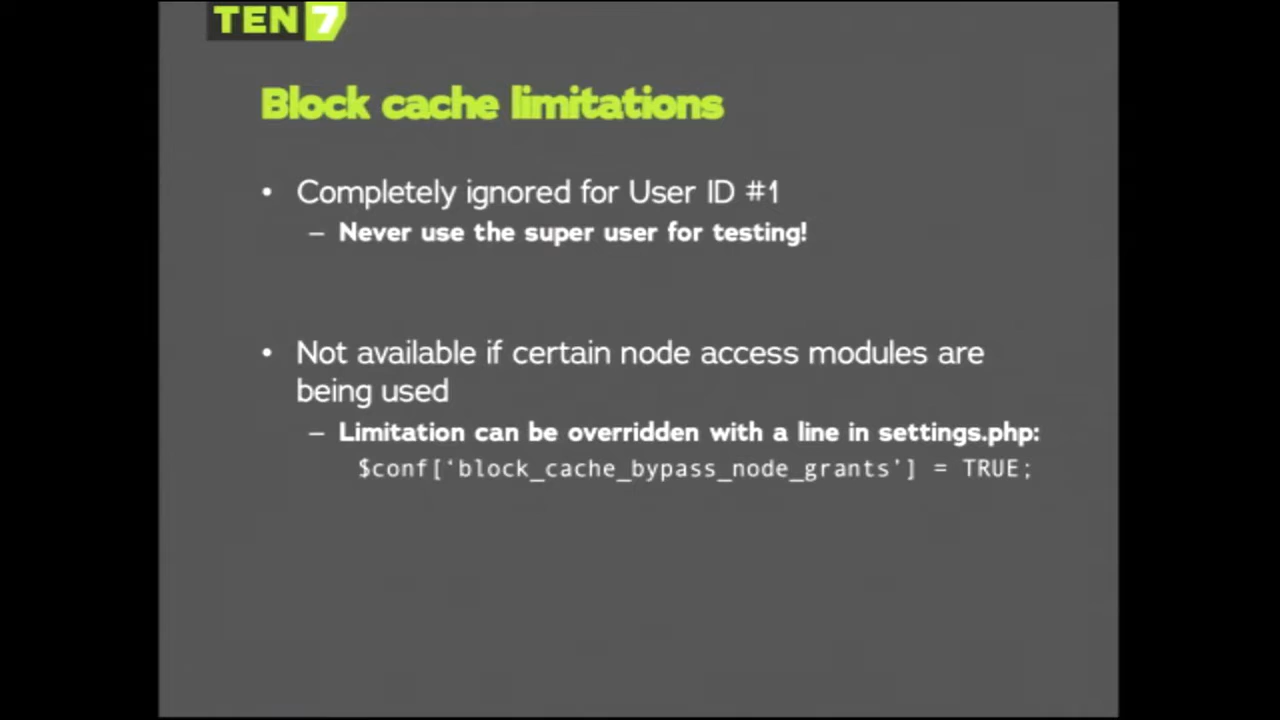 TEN 7
Block cache limitations
• Completely ignored for User ID #1
– Never use the super user for testing!
• Not available if certain node access modules are
being used
– Limitation can be overridden with a line in settings.php:
$conf[‘block_cache_bypass_node_grants’] = TRUE;